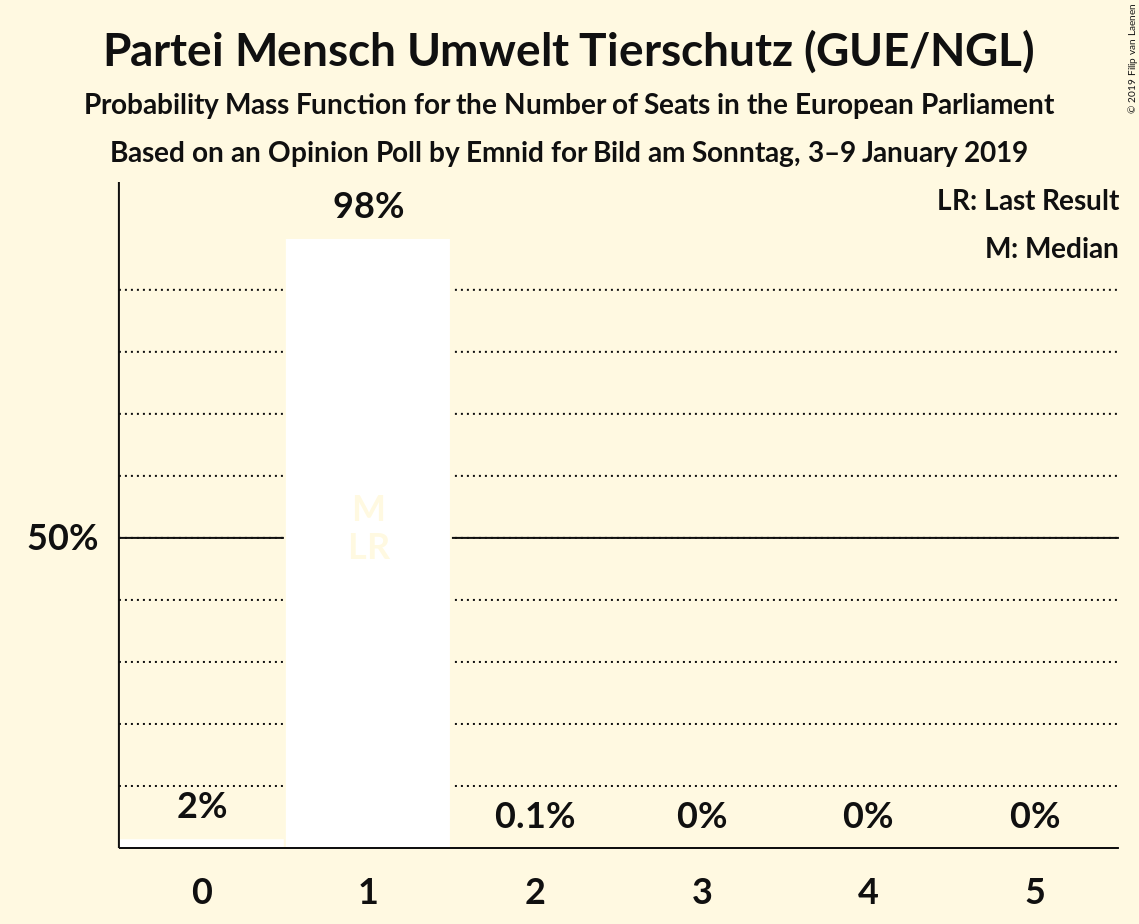 Partei Mensch Umwelt Tierschutz (GUE/NGL)
Probability Mass Function for the Number of Seats in the European Parliament
Based on an Opinion Poll by Emnid for Bild am Sonntag, 3–9 January 2019
© 2019 Filip van Laenen
LR: Last Result
M: Median
98%
M
LR
50%
2%
0.1%
0%
0%
0%
0
1
2
3
4
5